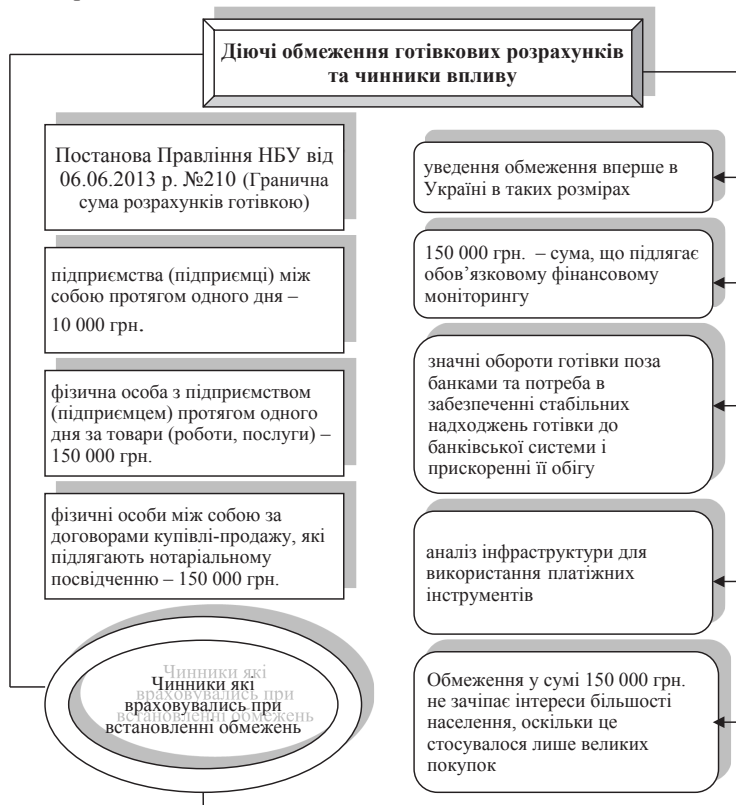 Діючі обмеження готівкових розрахунків
та чинники впливу
Постанова Правління НБУ від
06.06.2013 р. №210 (Гранична
сума розрахунків готівкою)
підприємства (підприємці) між
собою протягом одного дня –
10 000 грн.
фізична особа з підприємством
(підприємцем) протягом одного
дня за товари (роботи, послуги) –
150 000 грн.
фізичні особи між собою за
договорами купівлі-продажу, які
підлягають нотаріальному
посвідченню – 150 000 грн.
Чинники які
враховувались при
встановленні обмежень
уведення обмеження вперше в
Україні в таких розмірах
150 000 грн. – сума, що підлягає
обов’язковому фінансовому
моніторингу
значні обороти готівки поза
банками та потреба в
забезпеченні стабільних
надходжень готівки до
банківської системи і
прискоренні її обігу
аналіз інфраструктури для
використання платіжних
інструментів
Обмеження у сумі 150 000 грн.
не зачіпає інтереси більшості
населення, оскільки це
стосувалося лише великих
покупок